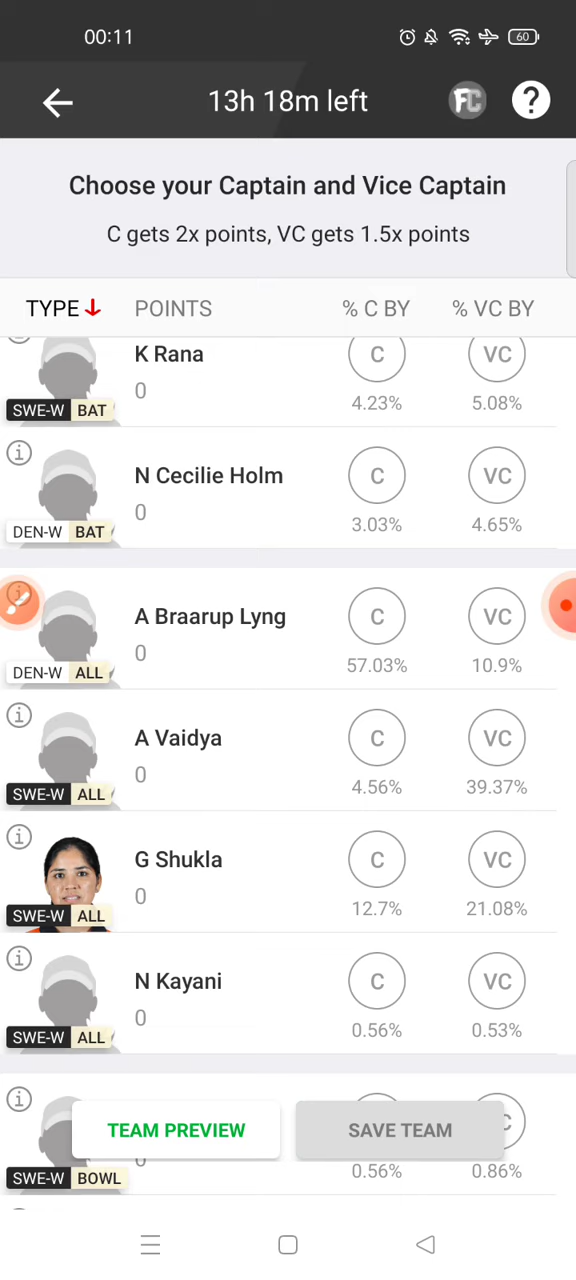 00:11
60
13h 18m left
FC
?
Choose your Captain and Vice Captain
C gets 2x points, VC gets 1.5x points
TYPE POINTS % C BY % VC BY
K Rana C VC
0
SWE-W BAT 4.23% 5.08%
N Cecilie Holm C VC
0
DEN-W BAT 3.03% 4.65%
A Braarup Lyng C VC
0
DEN-W ALL 57.03% 10.9%
A Vaidya C VC
0
SWE-W ALL 4.56% 39.37%
G Shukla C VC
0
SWE-W ALL 12.7% 21.08%
N Kayani C VC
0
SWE-W ALL 0.56% 0.53%
TEAM PREVIEW SAVE TEAM
0
SWE-W BOWL 0.56% 0.86%